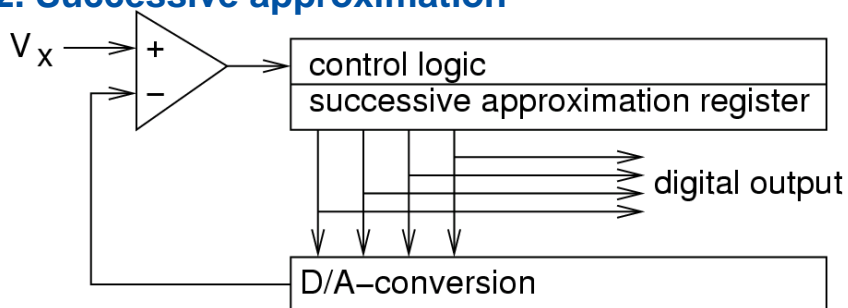 2. Successive approximation
V x
+
control logic
–
successive approximation register
digital output
D/A–conversion